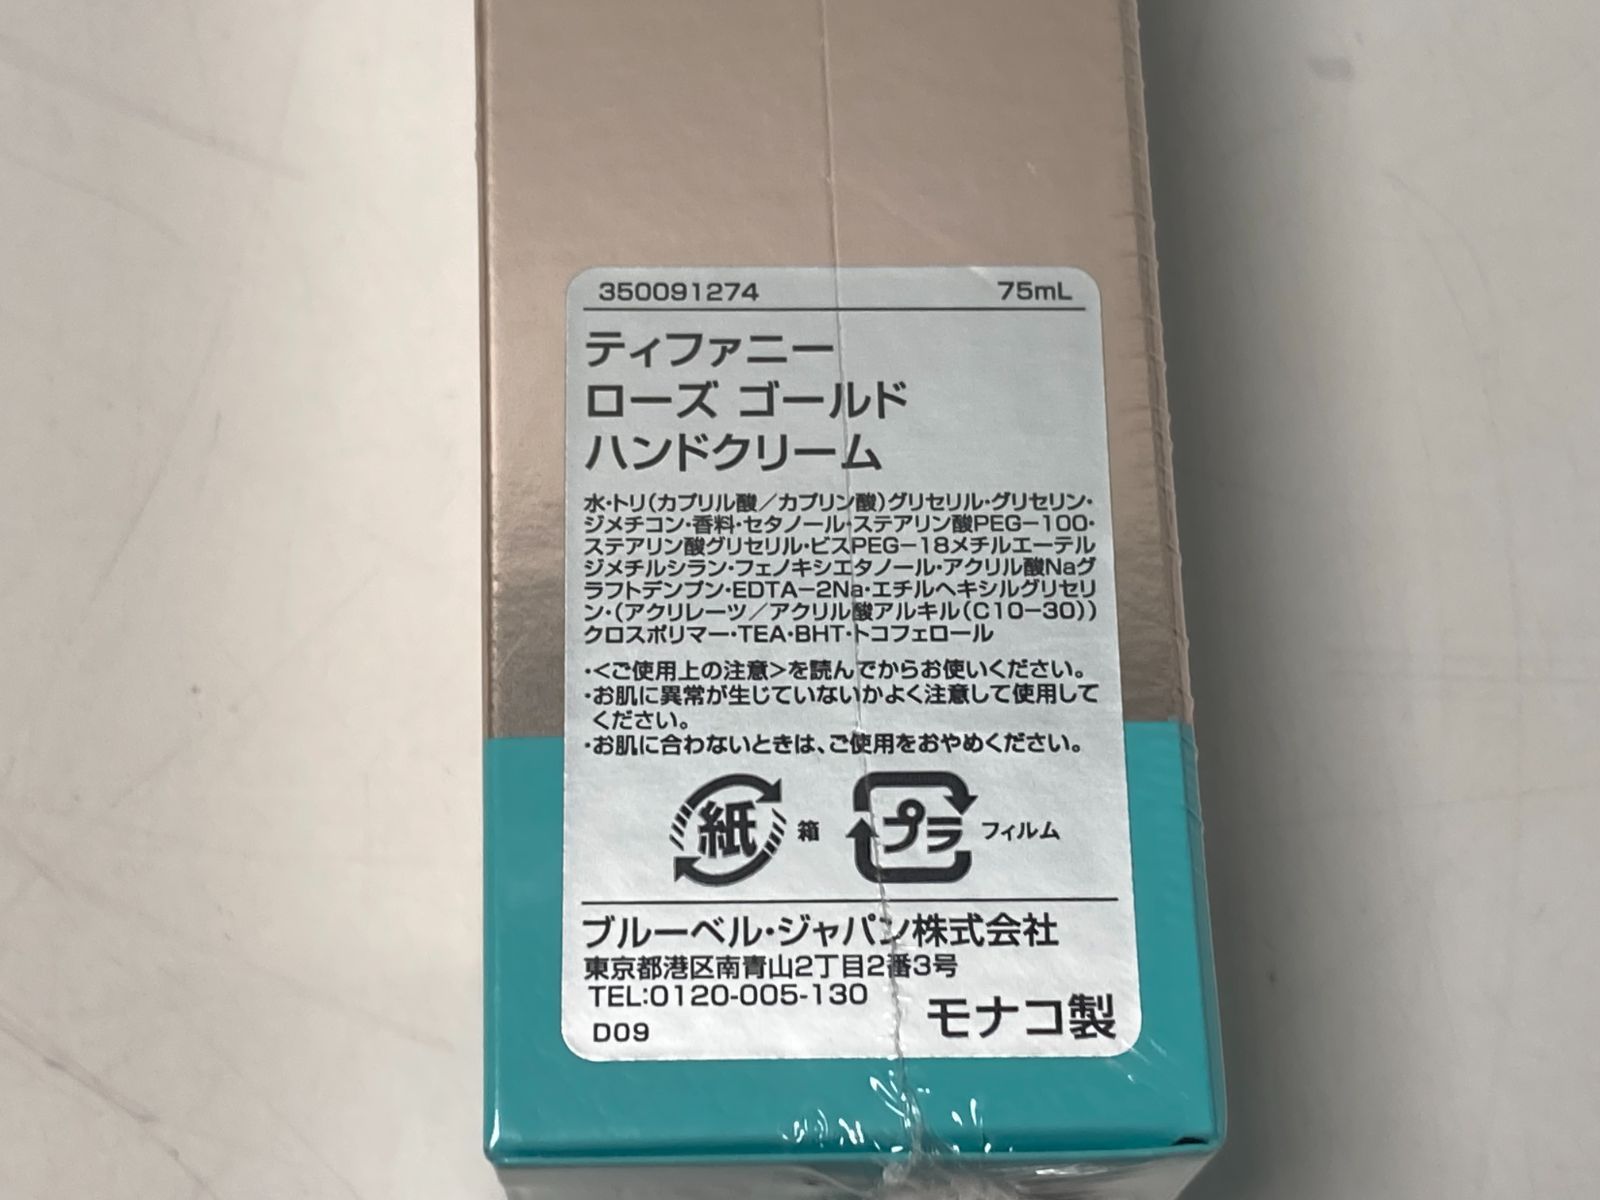 350091274 75mL
ティファニー
ローズ ゴールド
ハンドクリーム
水・トリ(カプリル酸／カプリン酸)グリセリル・グリセリン・
ジメチコン・香料・セタノール・ステアリン酸PEG－100・
ステアリン酸グリセリル・ビスPEG－18メチルエーテル
ジメチルシラン・フェノキシエタノール・アクリル酸Naグ
ラフトデンプン・EDTA－2Na・エチルヘキシルグリセリ
ン・(アクリレーツ／アクリル酸アルキル(C10－30))
クロスポリマー・TEA・BHT・トコフェロール
・<ご使用上の注意>を読んでからお使いください。
・お肌に異常が生じていないかよく注意して使用して
ください。
・お肌に合わないときは、ご使用をおやめください。
紙 箱 プラ フィルム
ブルーベル・ジャパン株式会社
東京都港区南青山2丁目2番3号
TEL:0120-005-130
D09 モナコ製